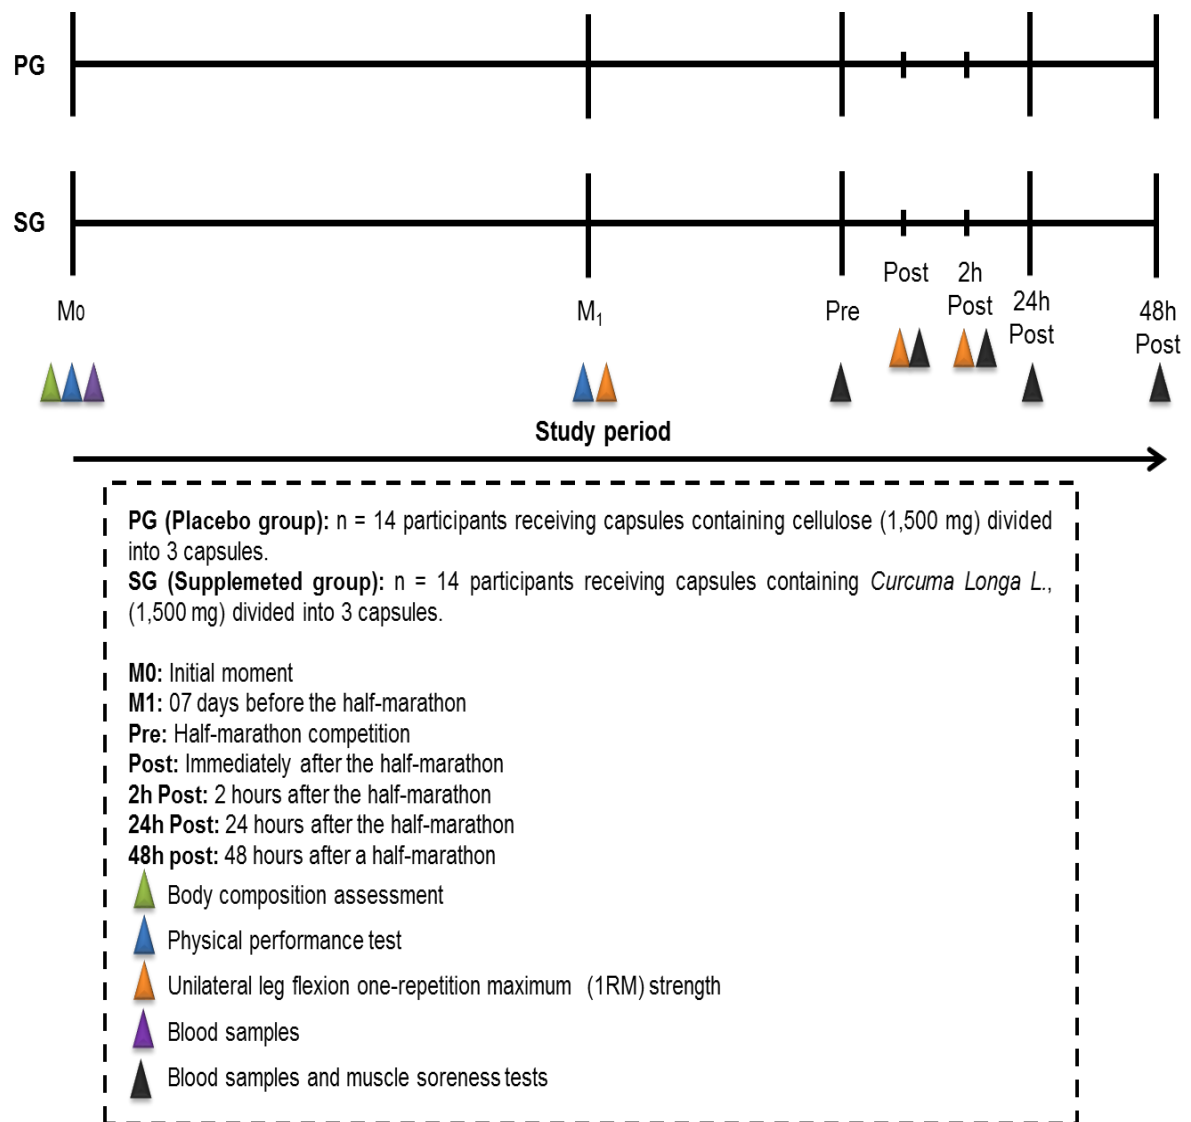 PG
SG
Post
2h
Post
M0
M1
Pre
24h
Post
48h
Post
Study period
PG (Placebo group): n = 14 participants receiving capsules containing cellulose (1,500 mg) divided
into 3 capsules.
SG (Supplemeted group): n = 14 participants receiving capsules containing Curcuma Longa L.,
(1,500 mg) divided into 3 capsules.
M0: Initial moment
M1: 07 days before the half-marathon
Pre: Half-marathon competition
Post: Immediately after the half-marathon
2h Post: 2 hours after the half-marathon
24h Post: 24 hours after the half-marathon
48h post: 48 hours after a half-marathon
Body composition assessment
Physical performance test
Unilateral leg flexion one-repetition maximum (1RM) strength
Blood samples
Blood samples and muscle soreness tests